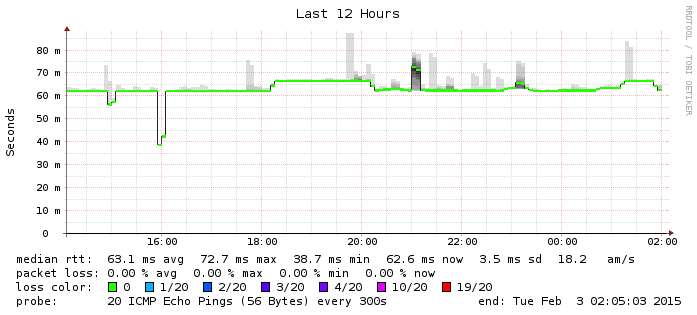 Last 12 Hours
RRDTOOL / TOBI OETIKER
Seconds
80 m
70 m
60 m
50 m
40 m
30 m
20 m
10 m
0
16:00 18:00 20:00 22:00 00:00 02:00
median rtt: 63.1 ms avg 72.7 ms max 38.7 ms min 62.6 ms now 3.5 ms sd 18.2 am/s
packet loss: 0.00 % avg 0.00 % max 0.00 % min 0.00 % now
loss color: 0 1/20 2/20 3/20 4/20 10/20 19/20
probe: 20 ICMP Echo Pings (56 Bytes) every 300s end: Tue Feb 3 02:05:03 2015